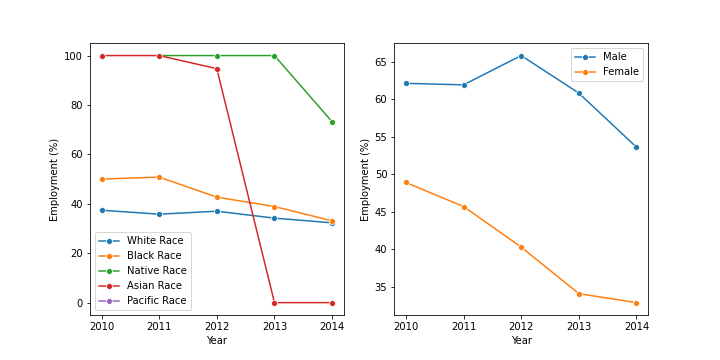 100
80
60
40
20
0
Employment (%)
White Race
Black Race
Native Race
Asian Race
Pacific Race
2010 2011 2012 2013 2014
Year
65
60
55
50
45
40
35
Employment (%)
Male
Female
2010 2011 2012 2013 2014
Year